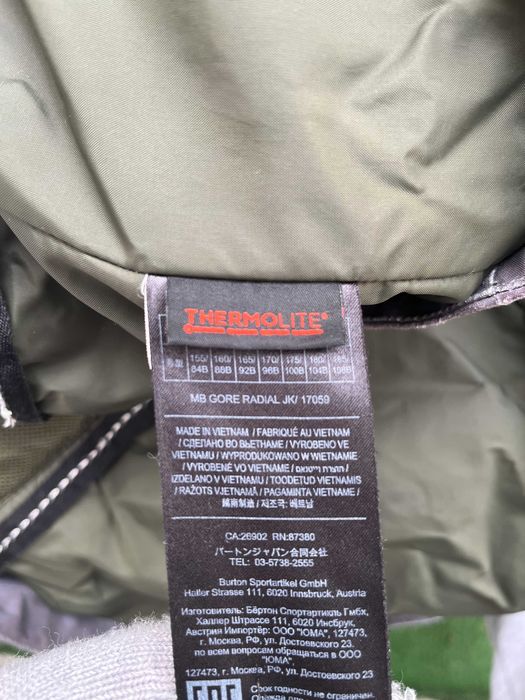 THERMOLITE®
155/ 160/ 165/ 170/ 175/ 180/ 185/
84B 88B 92B 96B 100B 104B 108B
MB GORE RADIAL JK/ 17059
MADE IN VIETNAM / FABRIQUÉ AU VIETNAM
/ СДЕЛАНО ВО ВЬЕТНАМЕ / VYROBENO VE
VIETNAMU / WYPRODUKOWANO W WIETNAMIE
/ VYROBENÉ VO VIETNAME / תוצרת וייטנאם /
IZDELANO V VIETNAMU / TOODETUD VIETNAMIS
/ RAŽOTS VJETNAMĀ / PAGAMINTA VIETNAME /
越南製造 / 제조국: 베트남
CA:26902 RN:87380
バートンジャパン合同会社
TEL: 03-5738-2555
Burton Sportartikel GmbH
Haller Strasse 111, 6020 Innsbruck, Austria
Изготовитель: Бёртон Спортартикль Гмбх,
Халлер Штрассе 111, 6020 Инсбрук,
Австрия Импортёр: ООО "ЮМА", 127473,
г. Москва, РФ, ул. Достоевского д. 23
по всем вопросам обращаться в ООО
"ЮМА",
127473, г. Москва, РФ, ул. Достоевского 23
Срок годности не ограничен